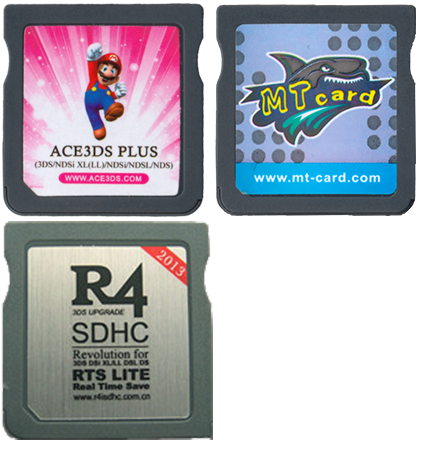 ACE3DS PLUS
(3DS/NDSi XL(LL)/NDSi/NDSL/NDS)
WWW.ACE3DS.COM
MT card
www.mt-card.com
2013
R4
3DS UPGRADE
SDHC
Revolution for
3DS DSi XL/LL DSL DS
RTS LITE
Real Time Save
www.r4isdhc.com.cn